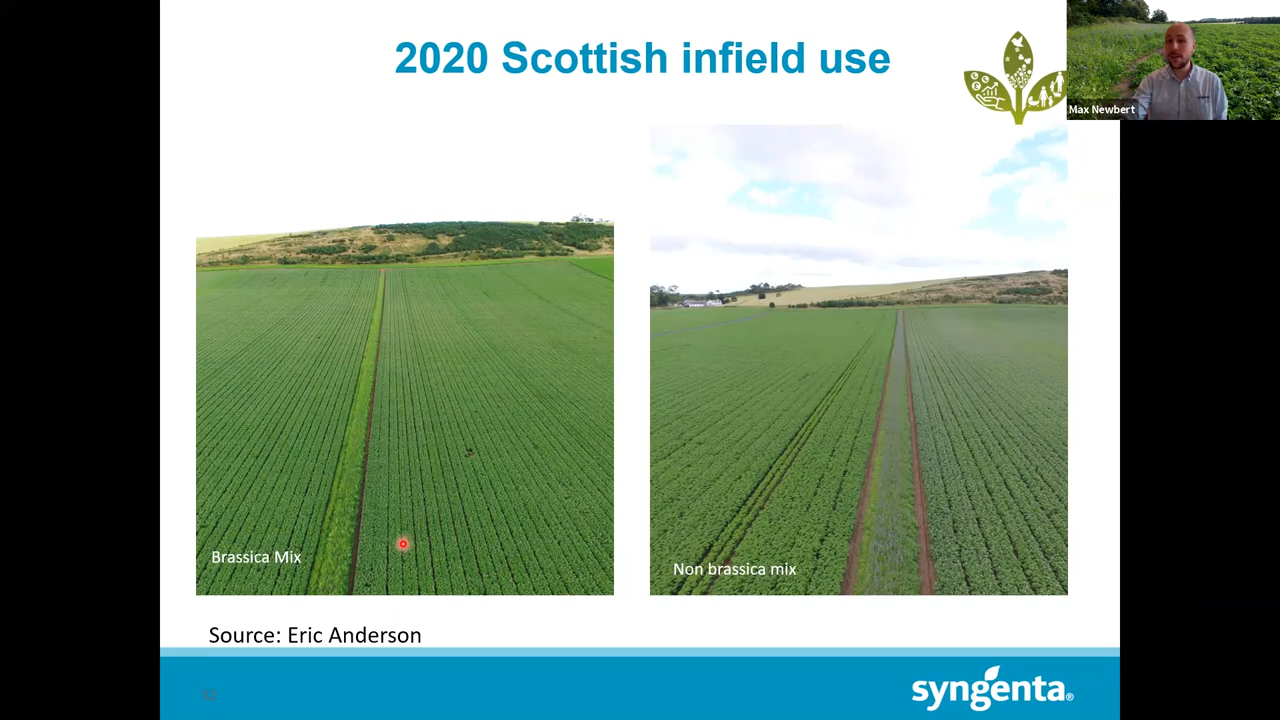 2020 Scottish infield use
Max Newbert
Brassica Mix
Non brassica mix
Source: Eric Anderson
syngenta®